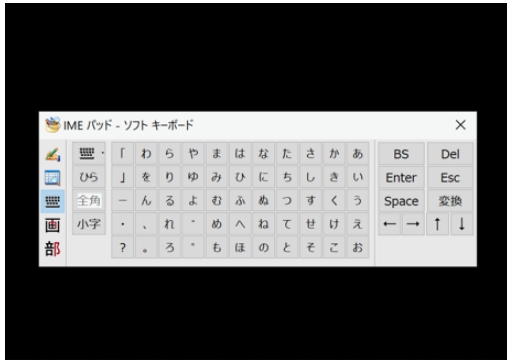 IME パッド - ソフト キーボード
「 わ ら や ま は な た さ か あ BS Del
ひら 」 を り ゆ み ひ に ち し き い Enter Esc
全角 ー ん る よ む ふ ぬ つ す く う Space 変換
画 小字 ・ 、 れ ゛ め へ ね て せ け え ← → ↑ ↓
部 ? 。 ろ ゜ も ほ の と そ こ お